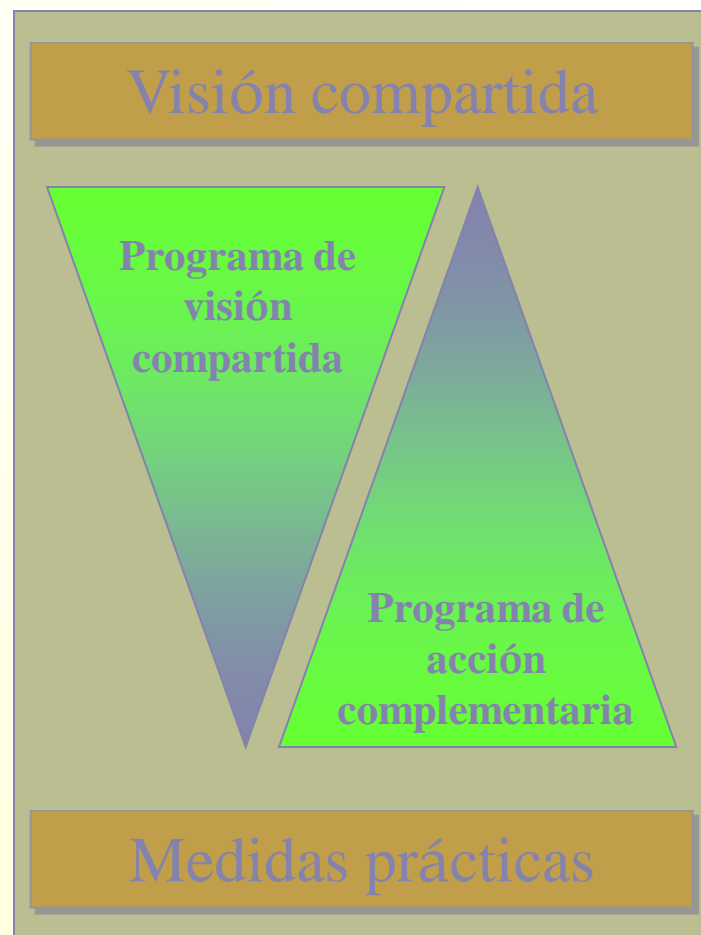 Visión compartida
Programa de
visión
compartida
Programa de
acción
complementaria
Medidas prácticas